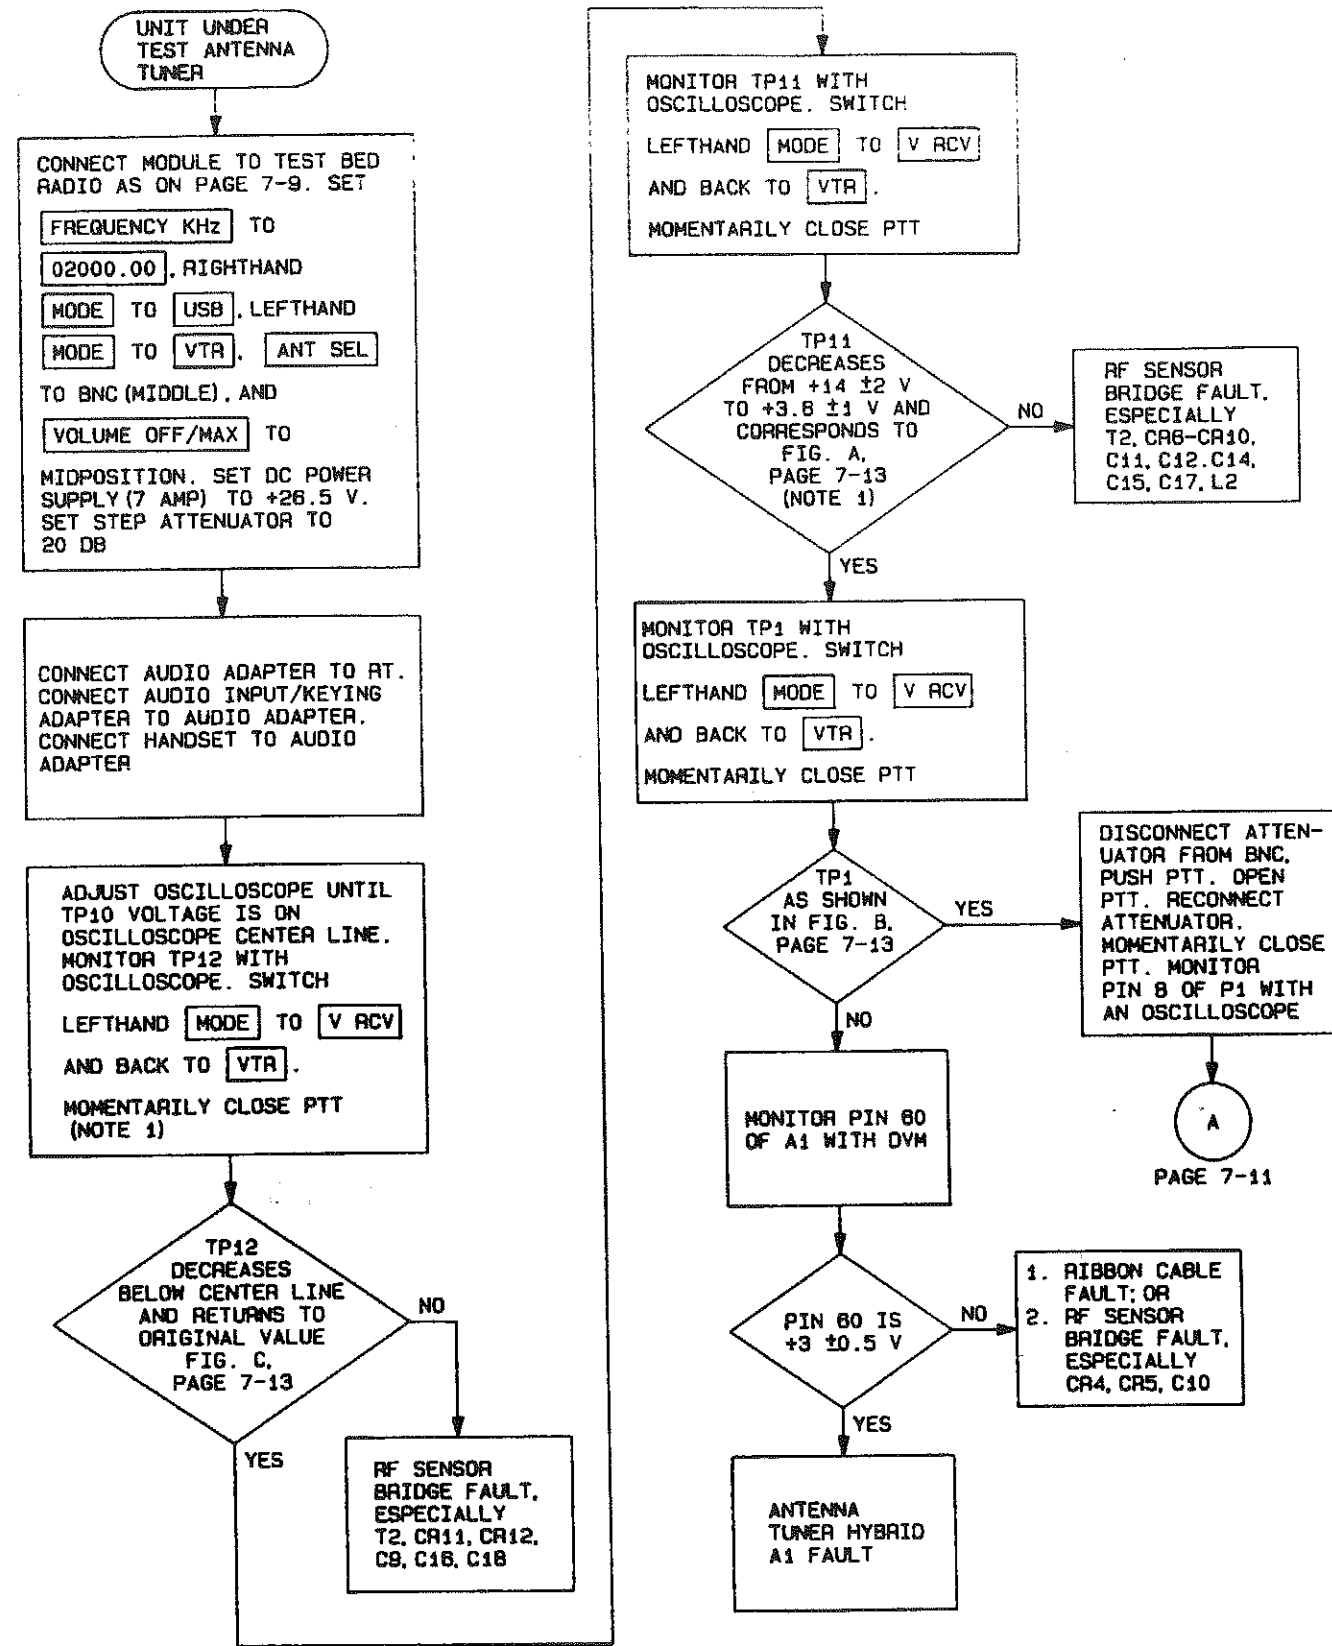 UNIT UNDER
TEST ANTENNA
TUNER
CONNECT MODULE TO TEST BED
RADIO AS ON PAGE 7-9. SET
FREQUENCY KHz TO
02000.00, RIGHTHAND
MODE TO USB, LEFTHAND
MODE TO VTR, ANT SEL
TO BNC (MIDDLE), AND
VOLUME OFF/MAX TO
MIDPOSITION. SET DC POWER
SUPPLY (7 AMP) TO +26.5 V.
SET STEP ATTENUATOR TO
20 DB
CONNECT AUDIO ADAPTER TO RT.
CONNECT AUDIO INPUT/KEYING
ADAPTER TO AUDIO ADAPTER.
CONNECT HANDSET TO AUDIO
ADAPTER
ADJUST OSCILLOSCOPE UNTIL
TP10 VOLTAGE IS ON
OSCILLOSCOPE CENTER LINE.
MONITOR TP12 WITH
OSCILLOSCOPE. SWITCH
LEFTHAND MODE TO V RCV
AND BACK TO VTR.
MOMENTARILY CLOSE PTT
(NOTE 1)
TP12
DECREASES
BELOW CENTER LINE
AND RETURNS TO
ORIGINAL VALUE
FIG. C,
PAGE 7-13
NO
YES
RF SENSOR
BRIDGE FAULT,
ESPECIALLY
T2, CR11, CR12,
C9, C16, C18
MONITOR TP11 WITH
OSCILLOSCOPE. SWITCH
LEFTHAND MODE TO V RCV
AND BACK TO VTR.
MOMENTARILY CLOSE PTT
TP11
DECREASES
FROM +14 ±2 V
TO +3.8 ±1 V AND
CORRESPONDS TO
FIG. A,
PAGE 7-13
(NOTE 1)
NO
YES
RF SENSOR
BRIDGE FAULT,
ESPECIALLY
T2, CR6-CR10,
C11, C12.C14,
C15, C17, L2
MONITOR TP1 WITH
OSCILLOSCOPE. SWITCH
LEFTHAND MODE TO V RCV
AND BACK TO VTR.
MOMENTARILY CLOSE PTT
TP1
AS SHOWN
IN FIG. B,
PAGE 7-13
YES
NO
DISCONNECT ATTEN-
UATOR FROM BNC,
PUSH PTT. OPEN
PTT. RECONNECT
ATTENUATOR.
MOMENTARILY CLOSE
PTT. MONITOR
PIN 8 OF P1 WITH
AN OSCILLOSCOPE
A
PAGE 7-11
MONITOR PIN 60
OF A1 WITH DVM
PIN 60 IS
+3 ±0.5 V
NO
YES
1. RIBBON CABLE
FAULT; OR
2. RF SENSOR
BRIDGE FAULT,
ESPECIALLY
CR4, CR5, C10
ANTENNA
TUNER HYBRID
A1 FAULT